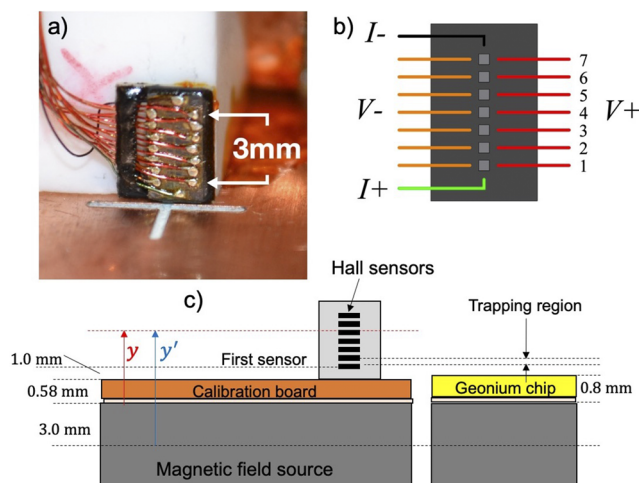 a)
3mm
b)
I-
7
6
5
V- 4 V+
3
2
1
I+
Hall sensors
c)
Trapping region
y y′
First sensor
1.0 mm
0.58 mm
Calibration board
Geonium chip
0.8 mm
3.0 mm
Magnetic field source